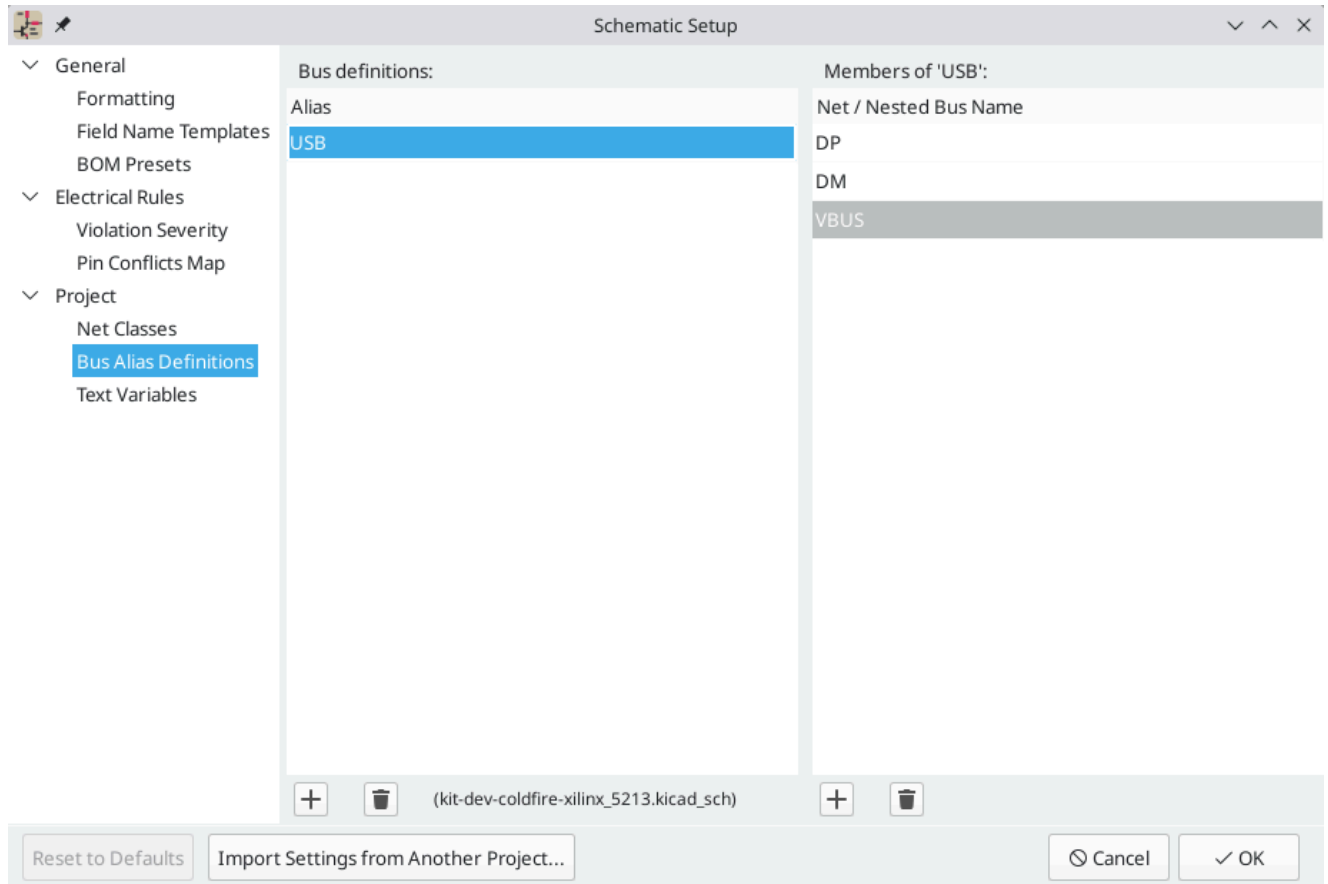 Schematic Setup
General
Formatting
Field Name Templates
BOM Presets
Electrical Rules
Violation Severity
Pin Conflicts Map
Project
Net Classes
Bus Alias Definitions
Text Variables
Bus definitions:
Alias
USB
(kit-dev-coldfire-xilinx_5213.kicad_sch)
Members of 'USB':
Net / Nested Bus Name
DP
DM
VBUS
Reset to Defaults
Import Settings from Another Project...
Cancel
OK